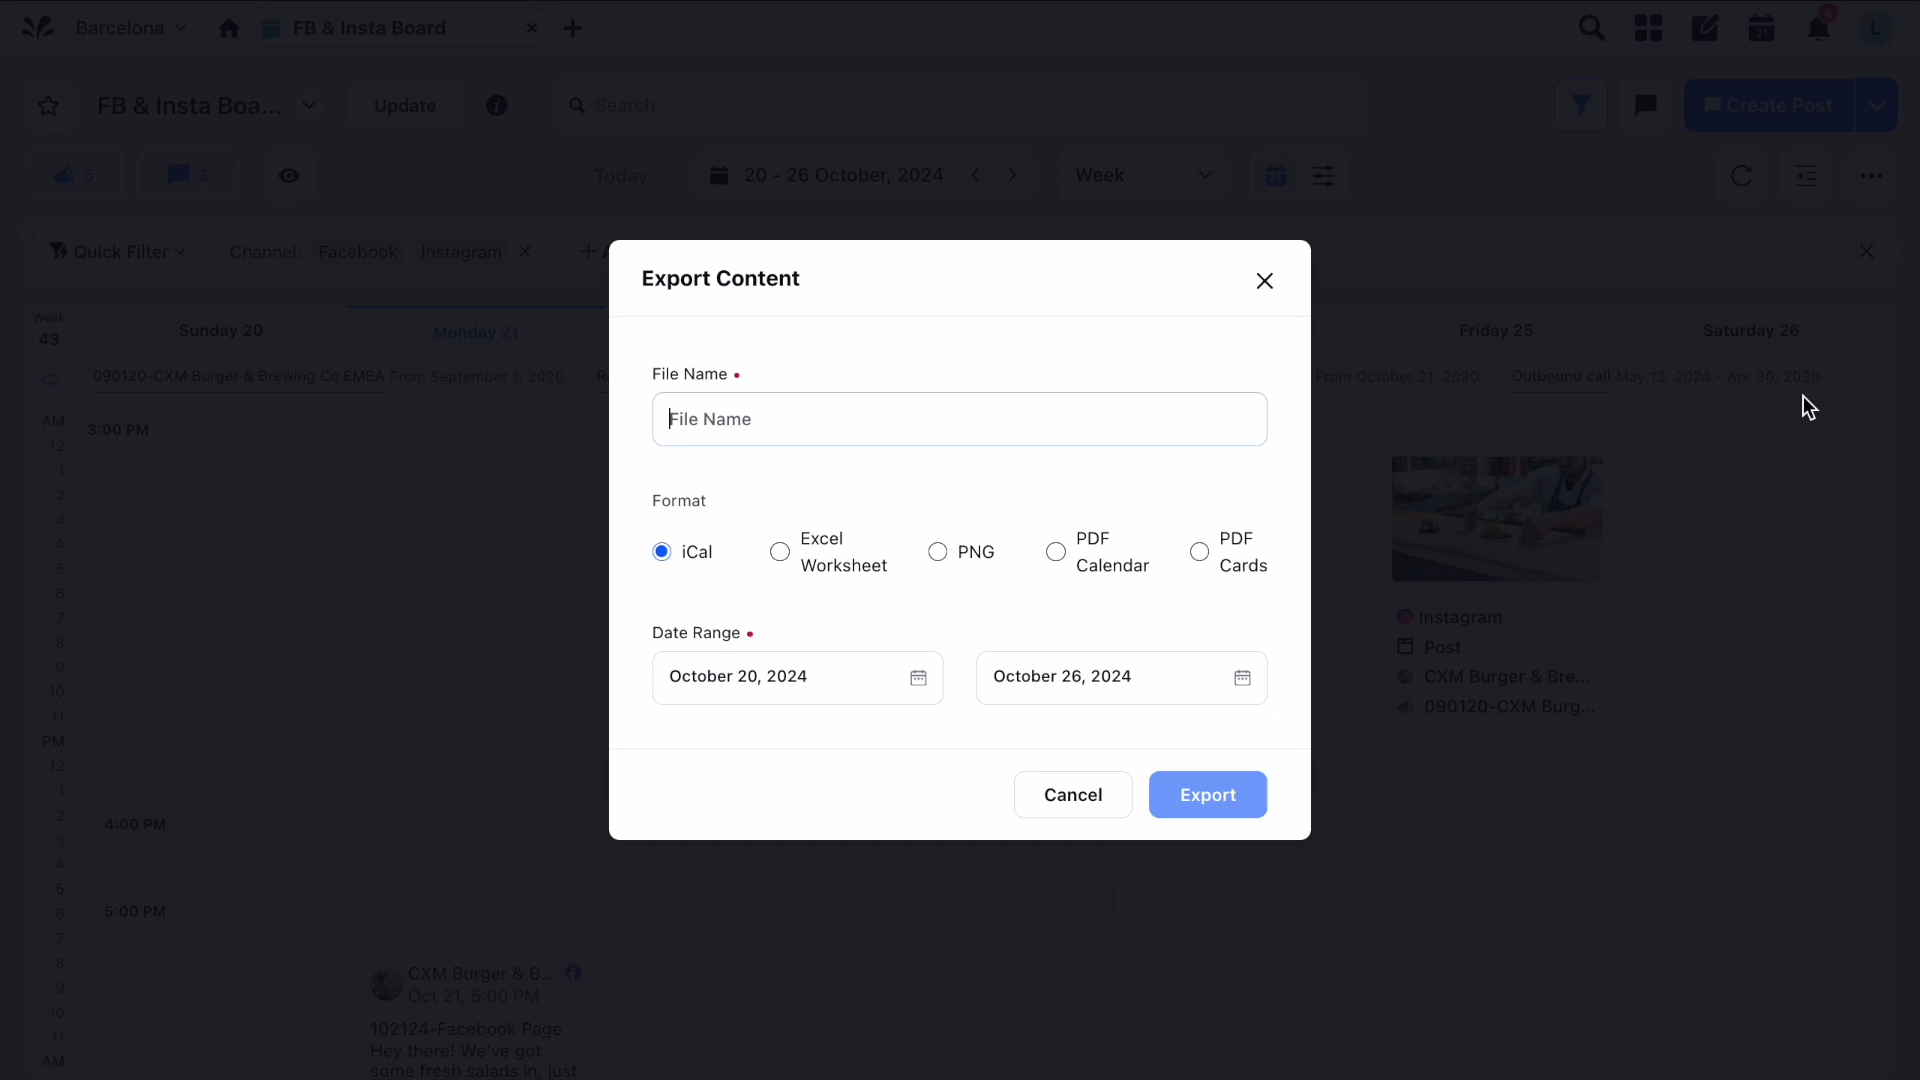 Barcelona
FB & Insta Board
4
21
L
FB & Insta Boa...
Update
Search
Create Post
5
3
Today
20 - 26 October, 2024
Week
21
Quick Filter
Channel: Facebook Instagram
Export Content
Week
43
Sunday 20
Monday 21
Friday 25
Saturday 26
090120-CXM Burger & Brewing Co EMEA From September 1, 2020
From October 21, 2020
Outbound call May 13, 2024 - Apr 30, 2030
File Name
File Name
Format
iCal
Excel
Worksheet
PNG
PDF
Calendar
PDF
Cards
Date Range
October 20, 2024
October 26, 2024
Cancel
Export
AM
12
1
2
3
4
5
6
7
8
9
10
11
PM
12
1
2
3
4
5
6
7
8
9
10
11
AM
3:00 PM
4:00 PM
5:00 PM
Instagram
Post
CXM Burger & Bre...
090120-CXM Burg...
CXM Burger & B...
Oct 21, 5:00 PM
102124-Facebook Page
Hey there! We've got
some fresh salads in, just